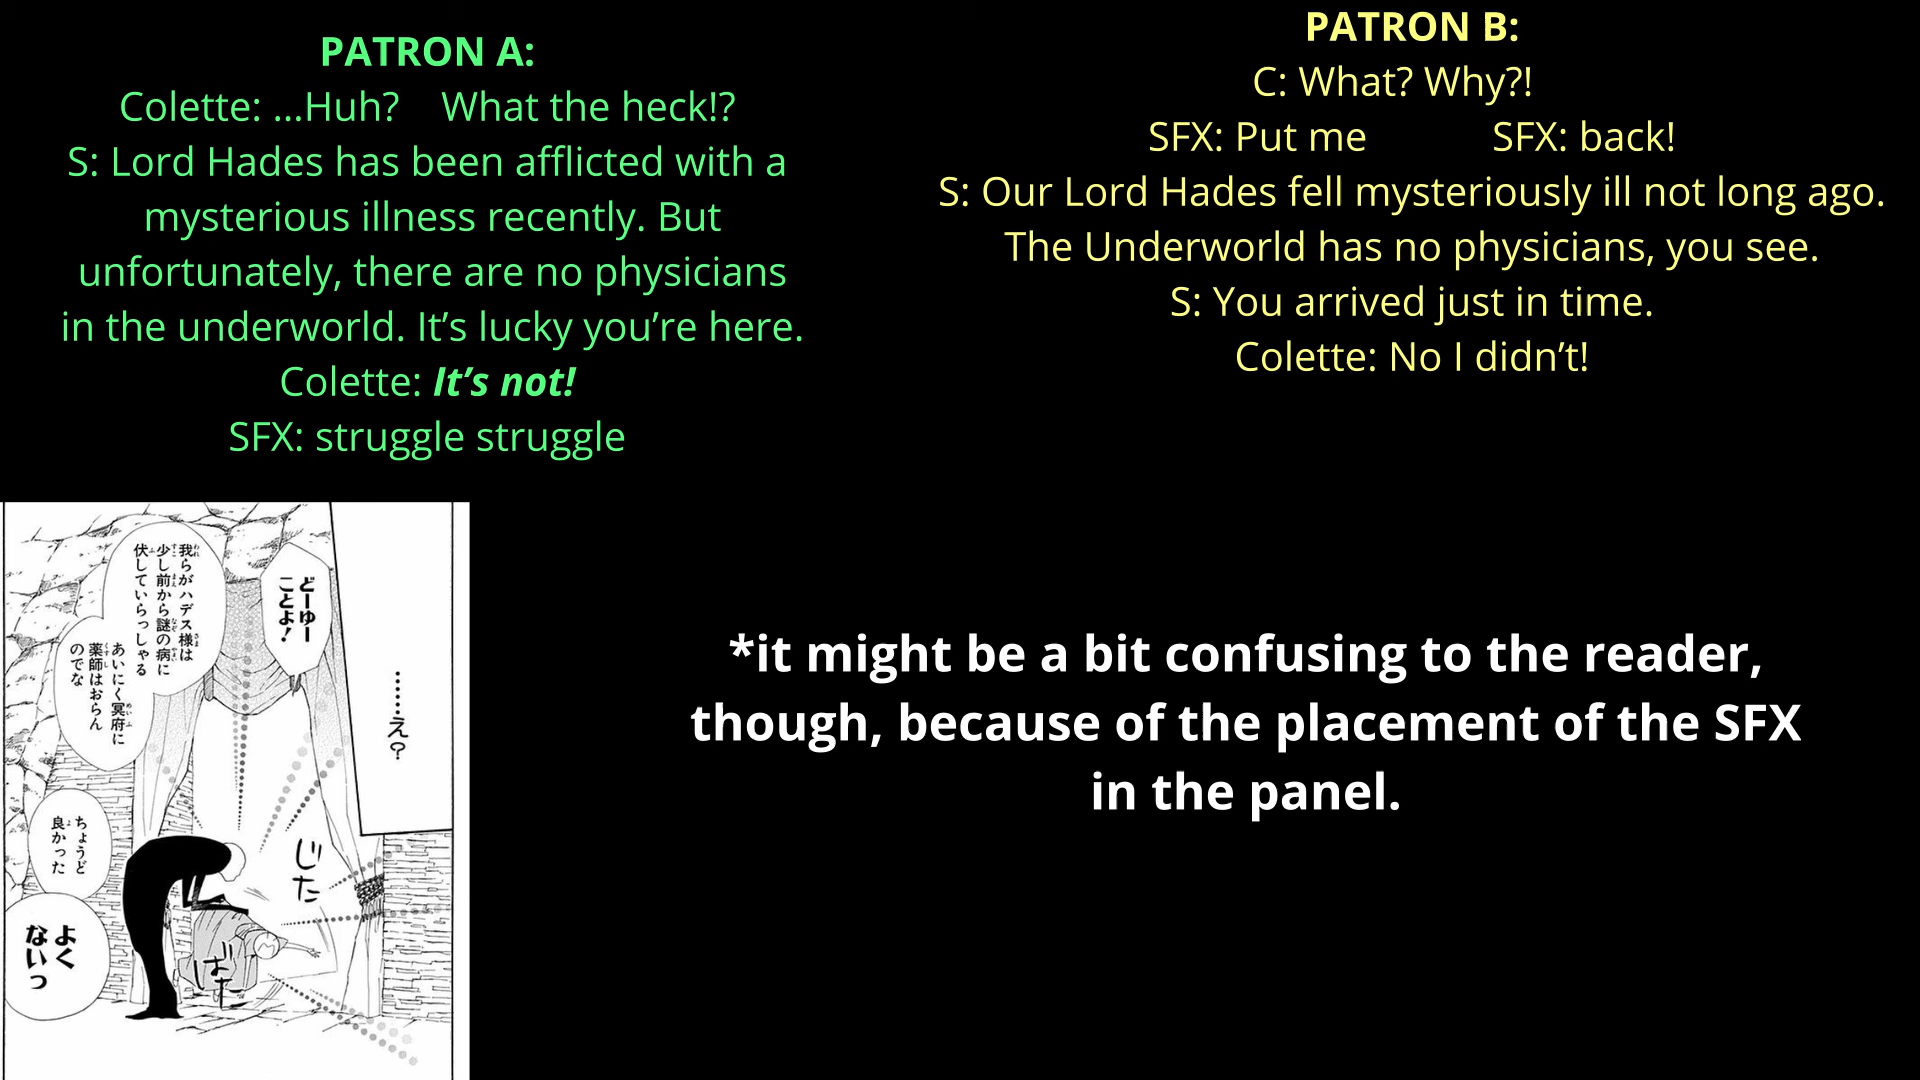 PATRON A:
Colette: ...Huh? What the heck!?
S: Lord Hades has been afflicted with a
mysterious illness recently. But
unfortunately, there are no physicians
in the underworld. It’s lucky you’re here.
Colette: It’s not!
SFX: struggle struggle
PATRON B:
C: What? Why?!
SFX: Put me SFX: back!
S: Our Lord Hades fell mysteriously ill not long ago.
The Underworld has no physicians, you see.
S: You arrived just in time.
Colette: No I didn’t!
………え？
どーゆー
ことよ！
我らがハデス様は
少し前から謎の病に
伏していらっしゃる
あいにく冥府に
薬師はおらん
のでな
じた
ばた
ちょうど
良かった
よく
ないっ
*it might be a bit confusing to the reader,
though, because of the placement of the SFX
in the panel.